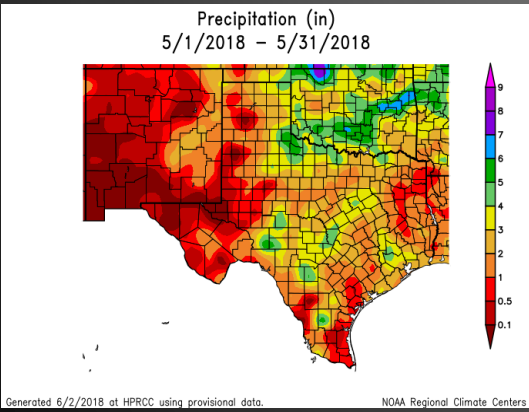 Precipitation (in)
5/1/2018 – 5/31/2018
9
8
7
6
5
4
3
2
1
0.5
0.1
Generated 6/2/2018 at HPRCC using provisional data.
NOAA Regional Climate Centers